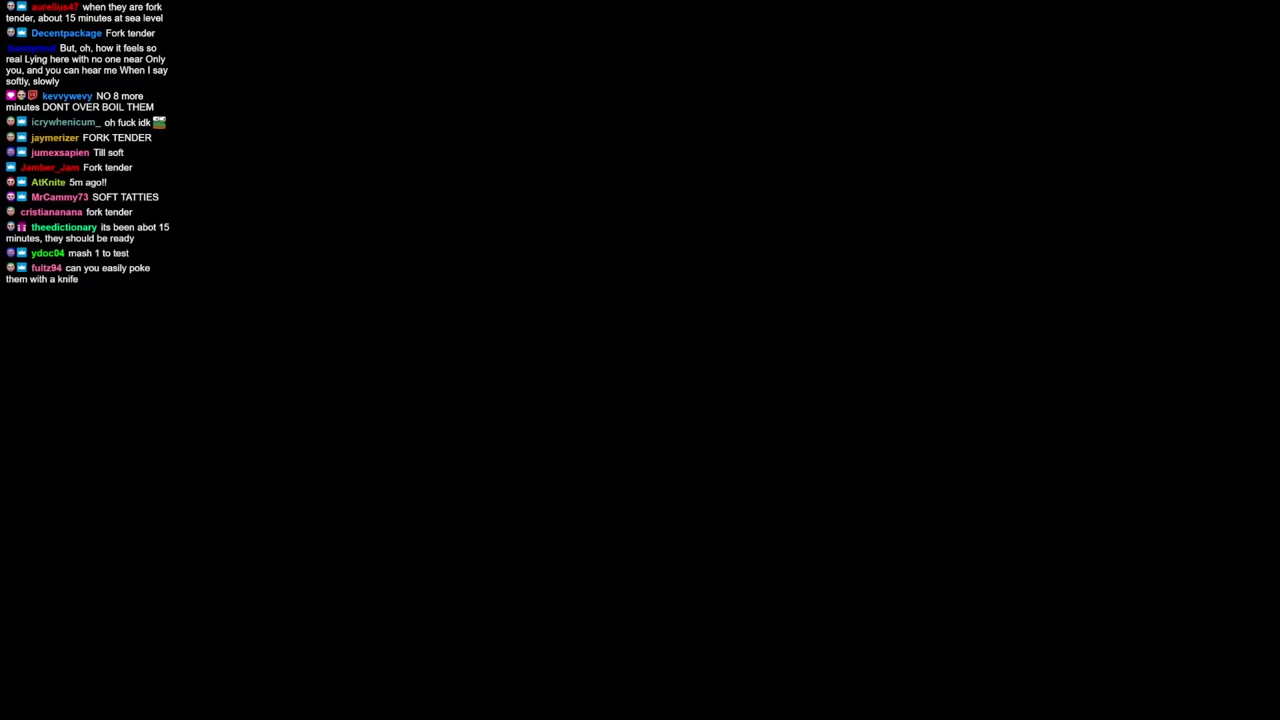 aurelius47 when they are fork
tender, about 15 minutes at sea level
Decentpackage Fork tender
But, oh, how it feels so
real Lying here with no one near Only
you, and you can hear me When I say
softly, slowly
kevvywevy NO 8 more
minutes DONT OVER BOIL THEM
icrywhenicum_ oh fuck idk
jaymerizer FORK TENDER
jumexsapien Till soft
Jamber_Jam Fork tender
AtKnite 5m ago!!
MrCammy73 SOFT TATTIES
cristiananana fork tender
theedictionary its been abot 15
minutes, they should be ready
ydoc04 mash 1 to test
fultz94 can you easily poke
them with a knife